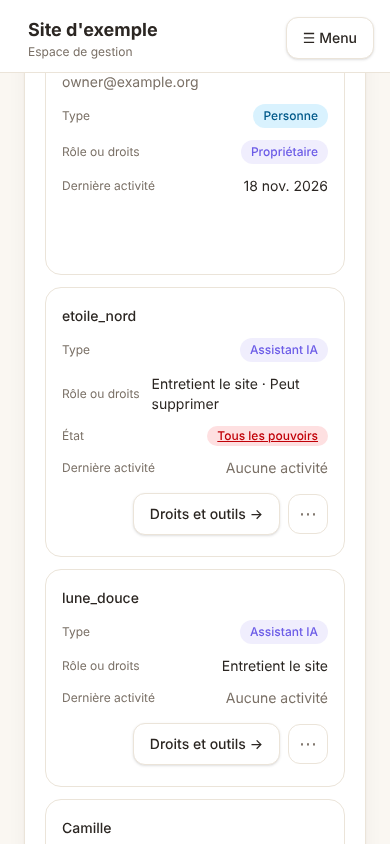 Site d'exemple
Espace de gestion
☰ Menu
owner@example.org
Type
Personne
Rôle ou droits
Propriétaire
Dernière activité
18 nov. 2026
etoile_nord
Type
Assistant IA
Rôle ou droits
Entretient le site · Peut
supprimer
État
Tous les pouvoirs
Dernière activité
Aucune activité
Droits et outils →
···
lune_douce
Type
Assistant IA
Rôle ou droits
Entretient le site
Dernière activité
Aucune activité
Droits et outils →
···
Camille